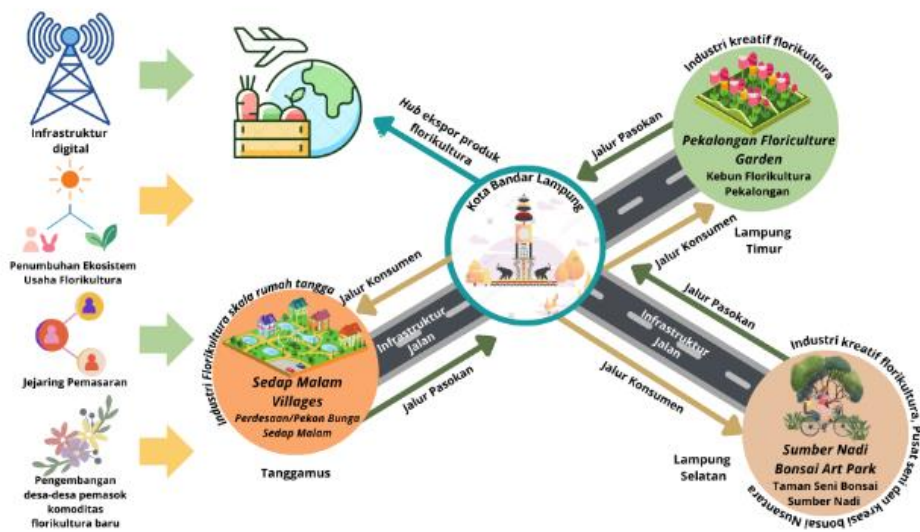 Infrastruktur
digital
Penumbuhan Ekosistem
Usaha Florikultura
Jejaring Pemasaran
Pengembangan
desa-desa pemasok
komoditas
florikultura baru
Hub ekspor produk
florikultura
Kota Bandar Lampung
Industri kreatif florikultura
Pekalongan Floriculture
Garden
Kebun Florikultura
Pekalongan
Lampung
Timur
Jalur Pasokan
Jalur Konsumen
Industri Florikultura skala rumah tangga
Sedap Malam
Villages
Perdesaan/Pekon Bunga
Sedap Malam
Tanggamus
Jalur Konsumen
Infrastruktur
Jalan
Jalur Pasokan
Jalur Pasokan
Infrastruktur
Jalan
Jalur Konsumen
Lampung
Selatan
Industri kreatif florikultura, Pusat seni dan kreasi bonsai Nusantara
Sumber Nadi
Bonsai Art Park
Taman Seni Bonsai
Sumber Nadi